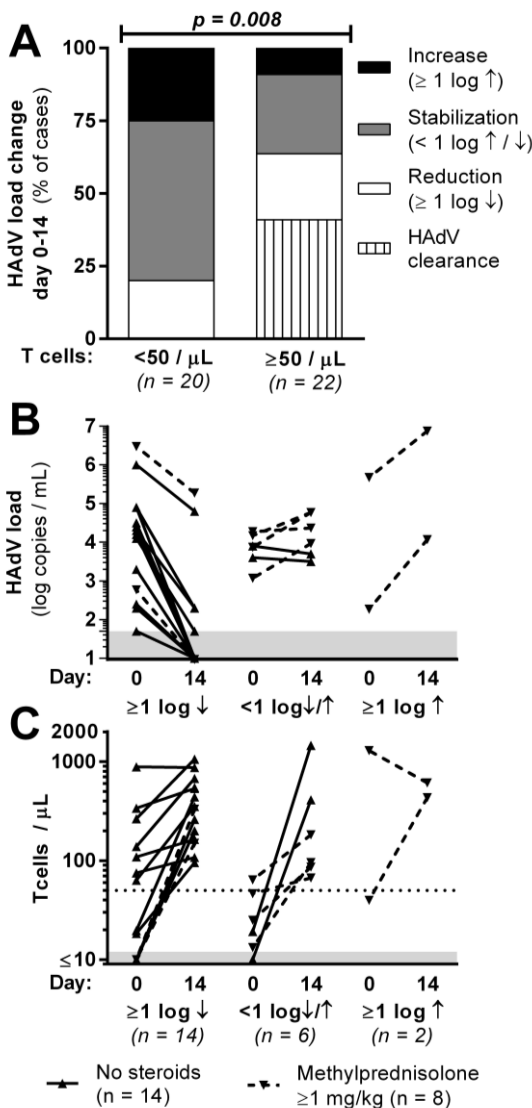 A
p = 0.008
HAdV load change
day 0-14 (% of cases)
100
75
50
25
0
Increase
(≥ 1 log ↑)
Stabilization
(< 1 log ↑ / ↓)
Reduction
(≥ 1 log ↓)
HAdV
clearance
T cells: <50 / μL ≥50 / μL
(n = 20) (n = 22)
B
HAdV load
(log copies / mL)
7
6
5
4
3
2
1
Day: 0 14 0 14 0 14
≥1 log ↓ <1 log↓/↑ ≥1 log ↑
C
Tcells / μL
1000
100
≤10
Day: 0 14 0 14 0 14
≥1 log ↓ <1 log↓/↑ ≥1 log ↑
(n = 14) (n = 6) (n = 2)
No steroids Methylprednisolone
(n = 14) ≥1 mg/kg (n = 8)